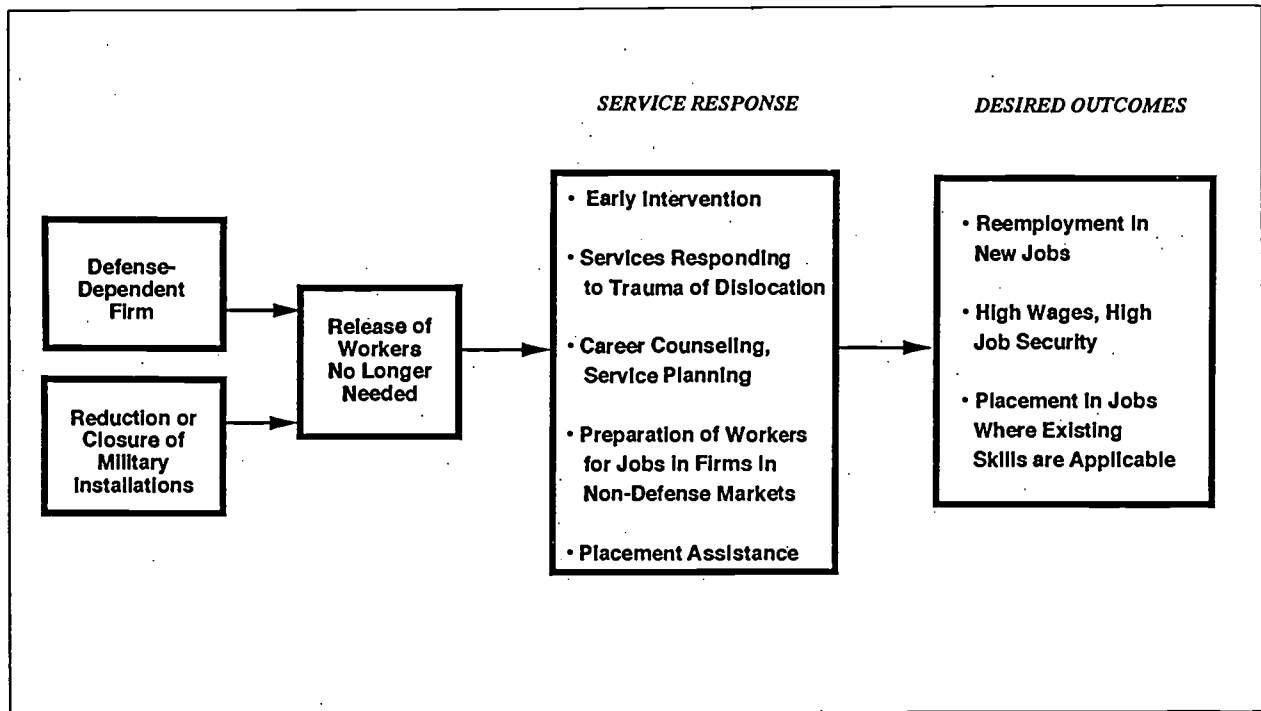 SERVICE RESPONSE
DESIRED OUTCOMES
Defense-
Dependent
Firm
Reduction or
Closure of
Military
Installations
Release of
Workers
No Longer
Needed
• Early Intervention
• Services Responding
to Trauma of Dislocation
• Career Counseling,
Service Planning
• Preparation of Workers
for Jobs in Firms in
Non-Defense Markets
• Placement Assistance
• Reemployment in
New Jobs
• High Wages, High
Job Security
• Placement in Jobs
Where Existing
Skills are Applicable